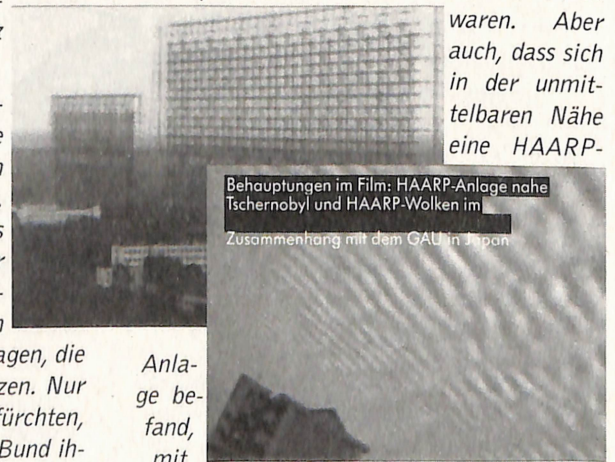 waren. Aber
auch, dass sich
in der unmit-
telbaren Nähe
eine HAARP-
Behauptungen im Film: HAARP-Anlage nahe
Tschernobyl und HAARP-Wolken im
Zusammenhang mit dem GAU in Japan
agen, die
zen. Nur
fürchten,
Bund ih-
Anla-
ge be-
fand,
mit